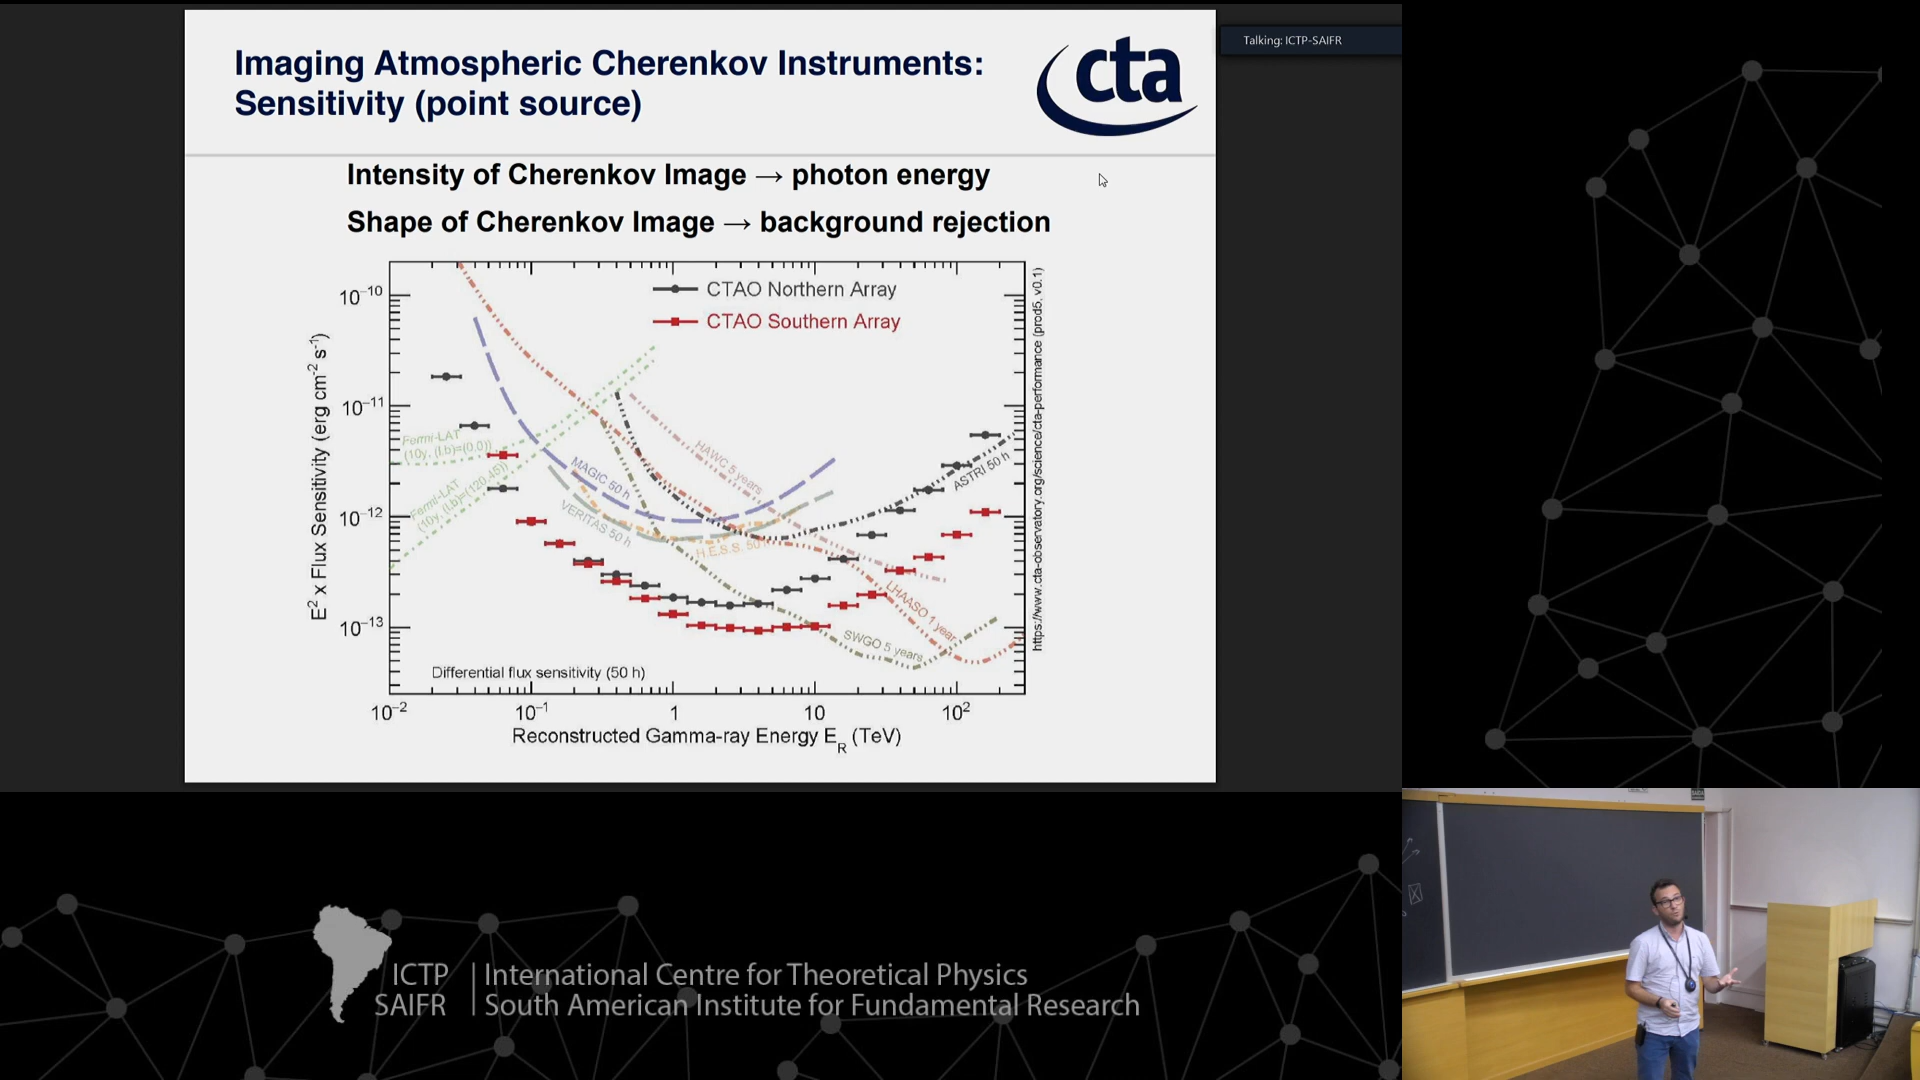 Imaging Atmospheric Cherenkov Instruments:
Sensitivity (point source)
cta
Talking: ICTP-SAIFR
Intensity of Cherenkov Image → photon energy
Shape of Cherenkov Image → background rejection
CTAO Northern Array
CTAO Southern Array
E² x Flux Sensitivity (erg cm⁻² s⁻¹)
10⁻¹⁰
10⁻¹¹
10⁻¹²
10⁻¹³
Fermi-LAT
(10y, (l,b)=(0,0))
Fermi-LAT
(10y, (l,b)=(120,45))
MAGIC 50 h
VERITAS 50 h
HAWC 5 years
H.E.S.S. 50 h
ASTRI 50 h
LHAASO 1 year
SWGO 5 years
Differential flux sensitivity (50 h)
https://www.cta-observatory.org/science/cta-performance (prod5, v0.1)
10⁻² 10⁻¹ 1 10 10²
Reconstructed Gamma-ray Energy E_R (TeV)
ICTP International Centre for Theoretical Physics
SAIFR South American Institute for Fundamental Research